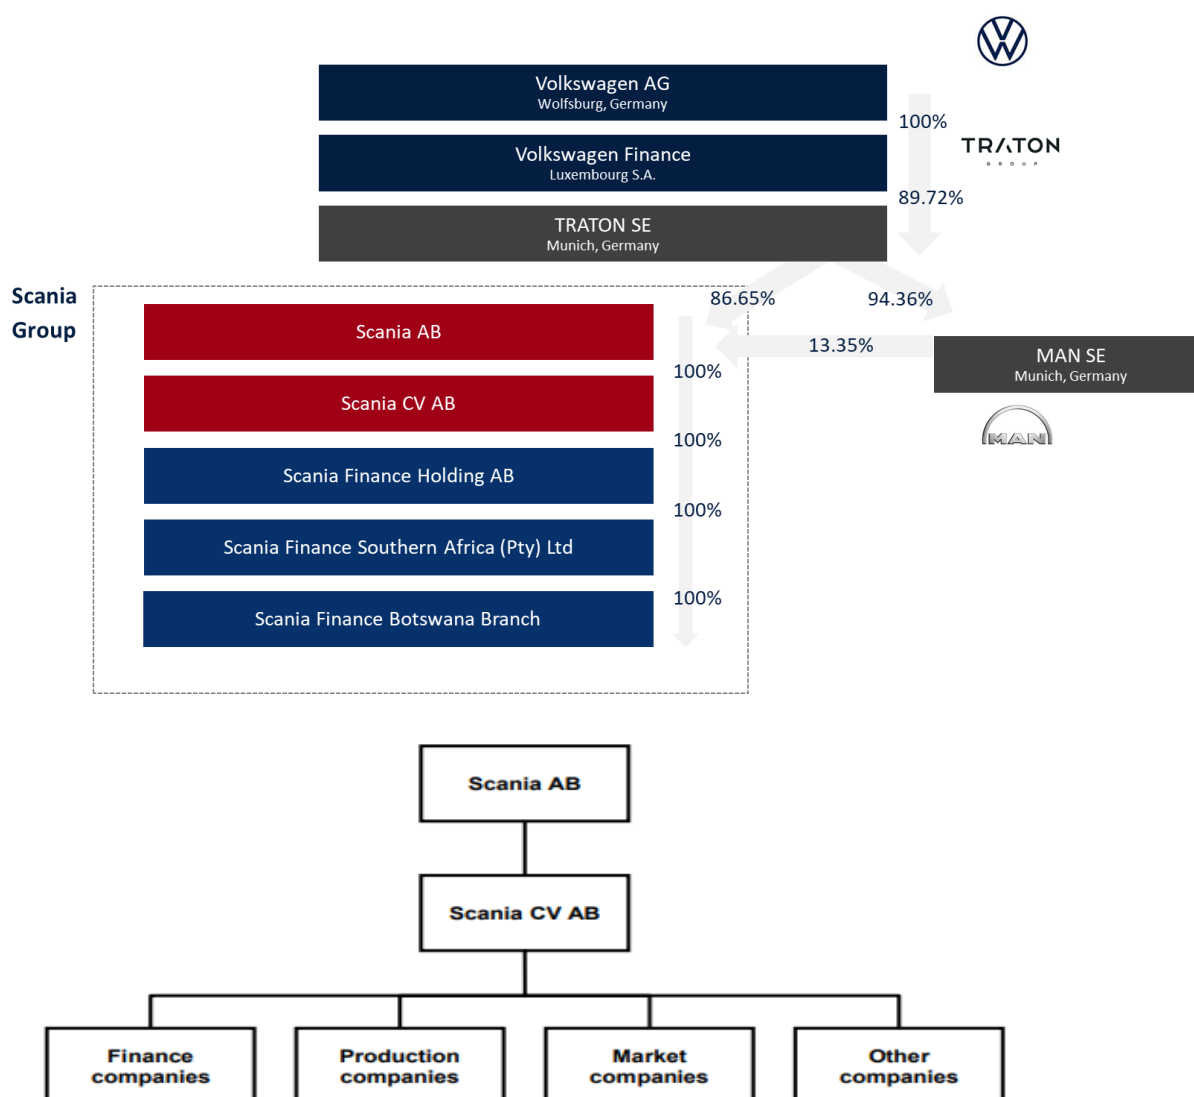 Volkswagen AG
Wolfsburg, Germany
100%
TRATON
GROUP
Volkswagen Finance
Luxembourg S.A.
89.72%
TRATON SE
Munich, Germany
Scania
Group
86.65%
94.36%
Scania AB
13.35%
MAN SE
Munich, Germany
100%
Scania CV AB
MAN
100%
Scania Finance Holding AB
100%
Scania Finance Southern Africa (Pty) Ltd
100%
Scania Finance Botswana Branch
Scania AB
Scania CV AB
Finance
companies
Production
companies
Market
companies
Other
companies